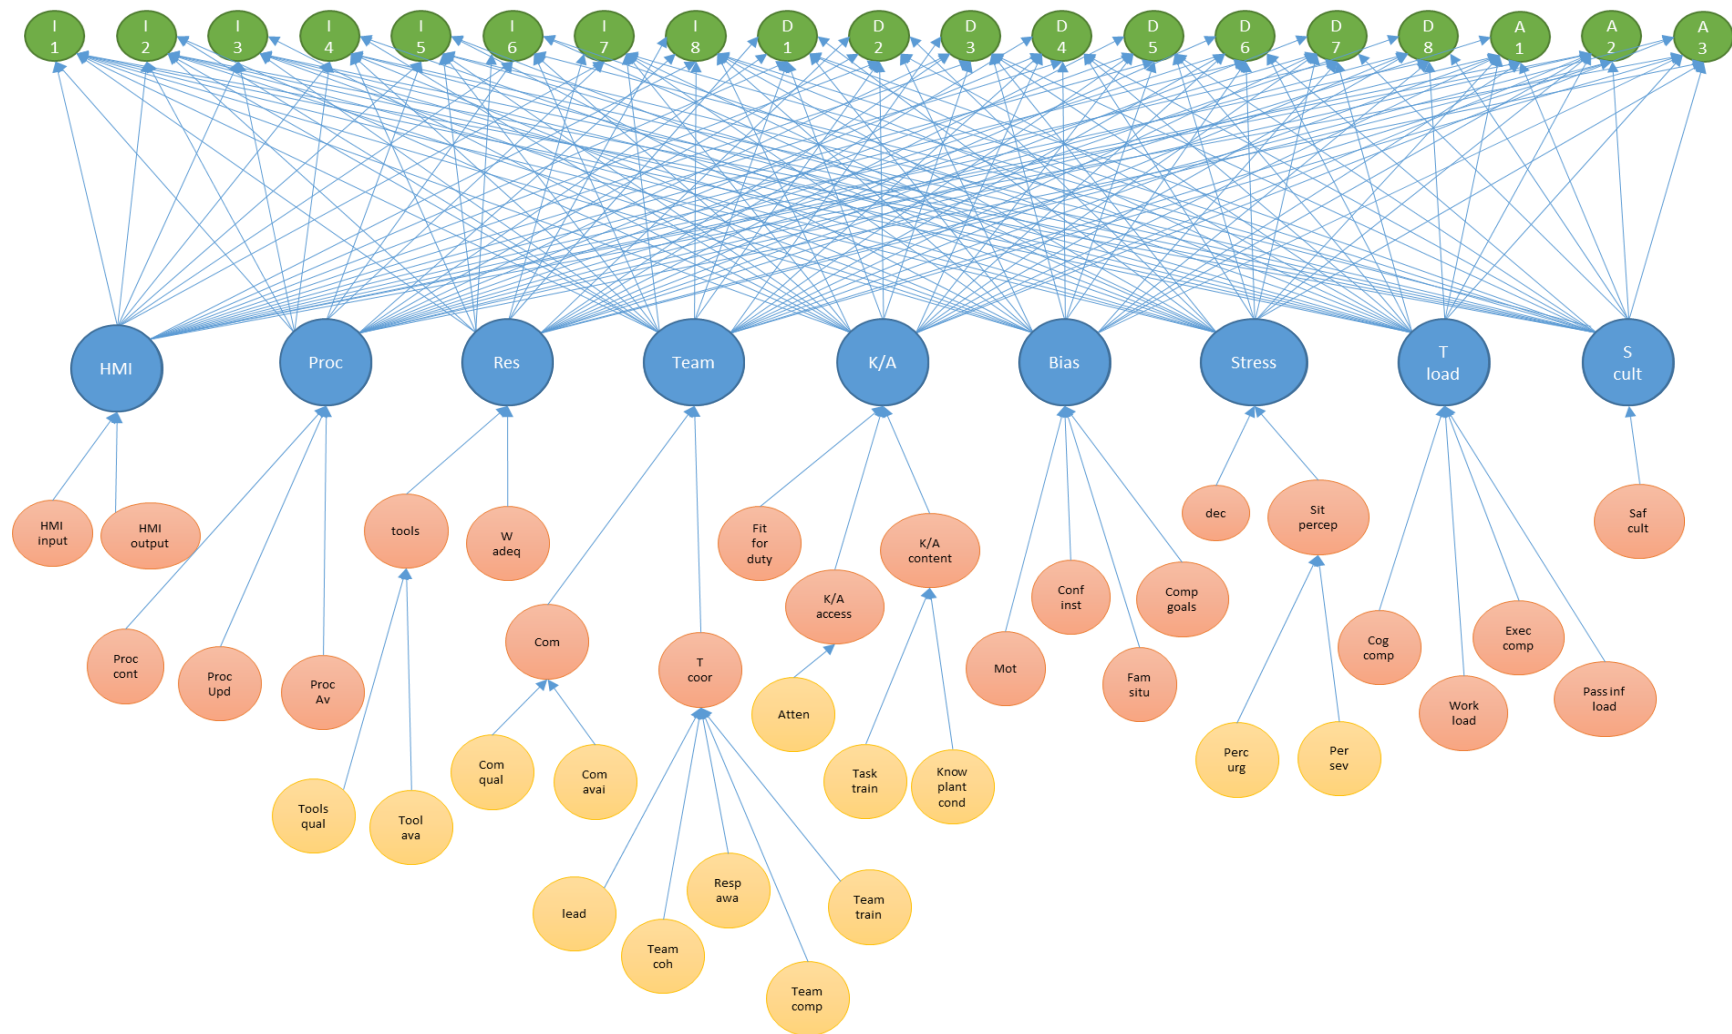 I
1
I
2
I
3
I
4
I
5
I
6
I
7
I
8
D
1
D
2
D
3
D
4
D
5
D
6
D
7
D
8
A
1
A
2
A
3
HMI
Proc
Res
Team
K/A
Bias
Stress
T
load
S
cult
HMI
input
HMI
output
tools
W
adeq
Fit
for
duty
K/A
content
dec
Sit
percep
Saf
cult
K/A
access
Conf
inst
Comp
goals
Com
T
coor
Proc
cont
Proc
Upd
Proc
Av
Mot
Fam
situ
Cog
comp
Exec
comp
Work
load
Pass inf
load
Atten
Com
qual
Com
avai
Task
train
Know
plant
cond
Perc
urg
Per
sev
Tools
qual
Tool
ava
lead
Team
coh
Resp
awa
Team
train
Team
comp